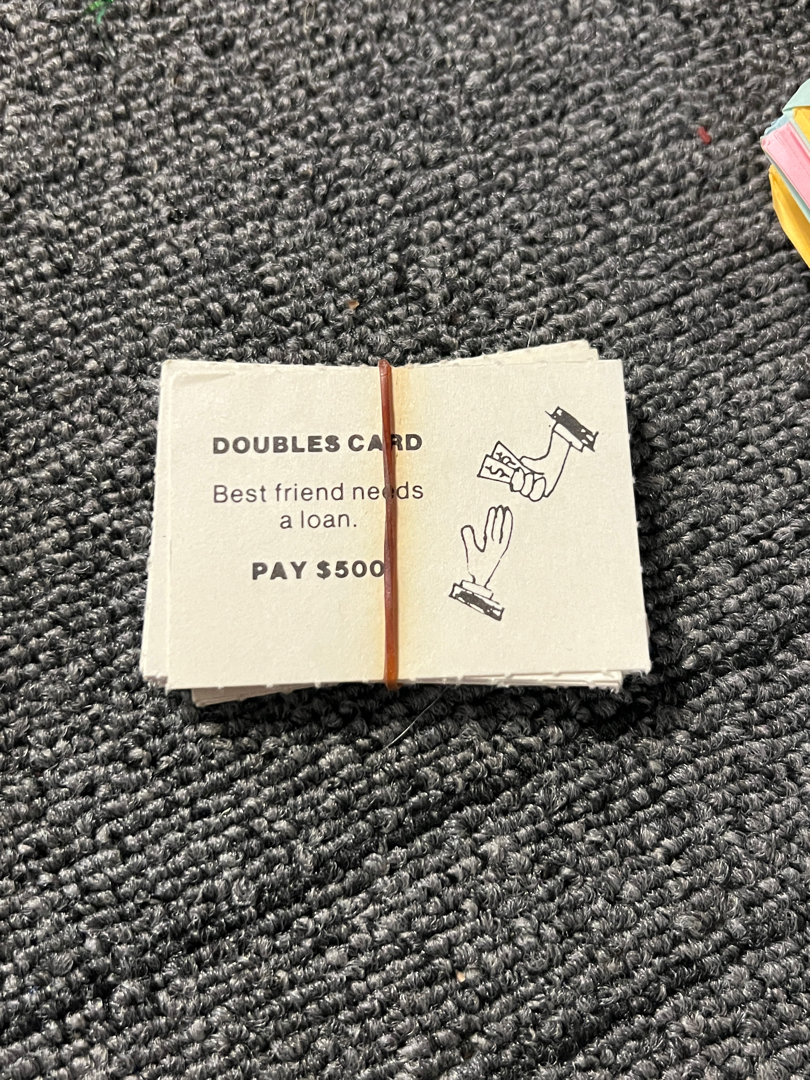 DOUBLES CARD
Best friend needs
a loan.
PAY $500